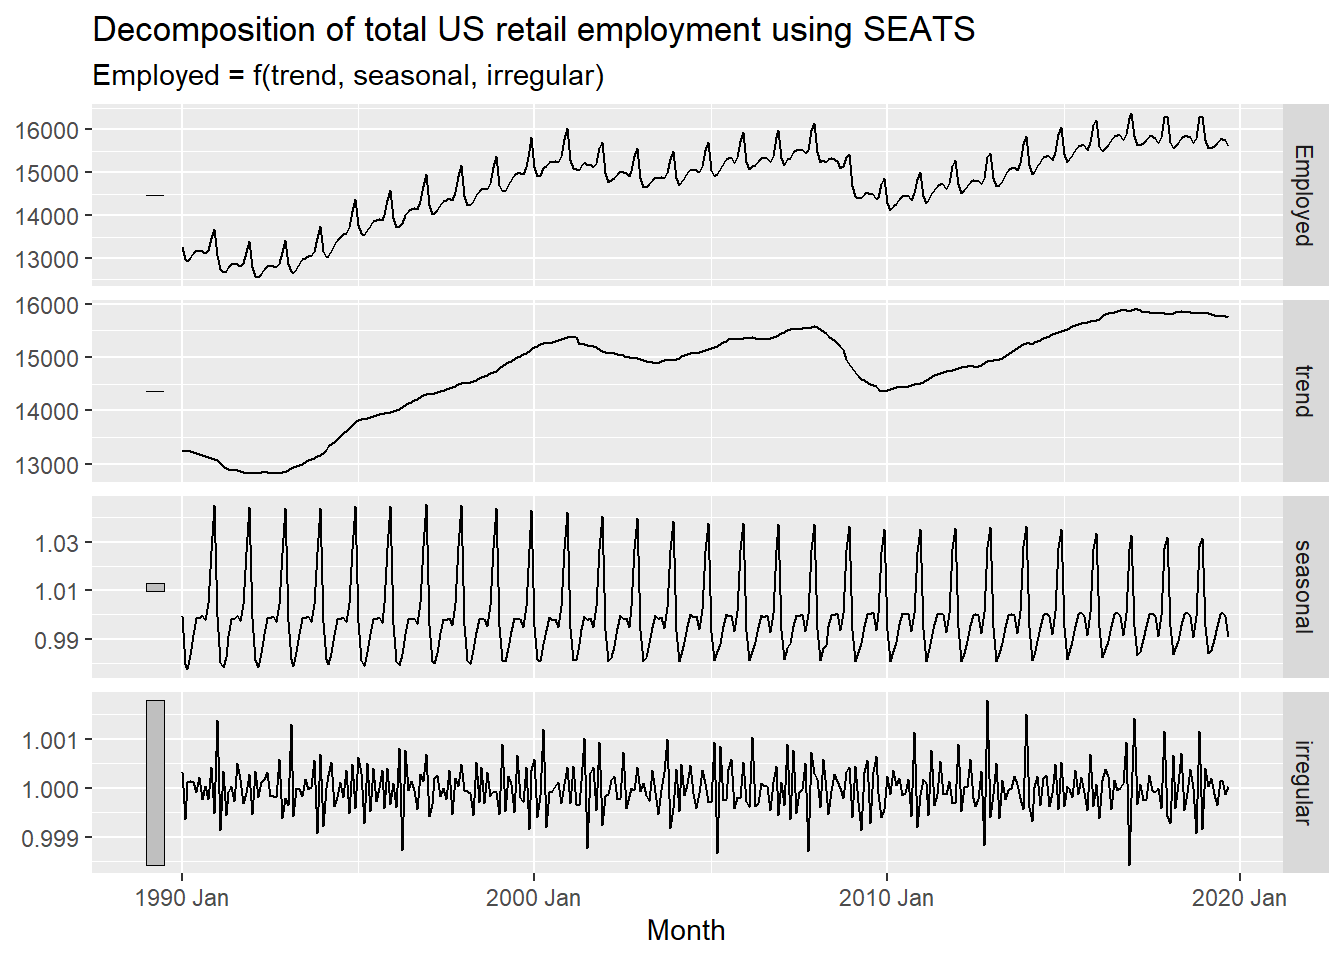 Decomposition of total US retail employment using SEATS
Employed = f(trend, seasonal, irregular)
16000
15000
14000
13000
Employed
16000
15000
14000
13000
trend
1.03
1.01
0.99
seasonal
1.001
1.000
0.999
irregular
1990 Jan
2000 Jan
2010 Jan
2020 Jan
Month